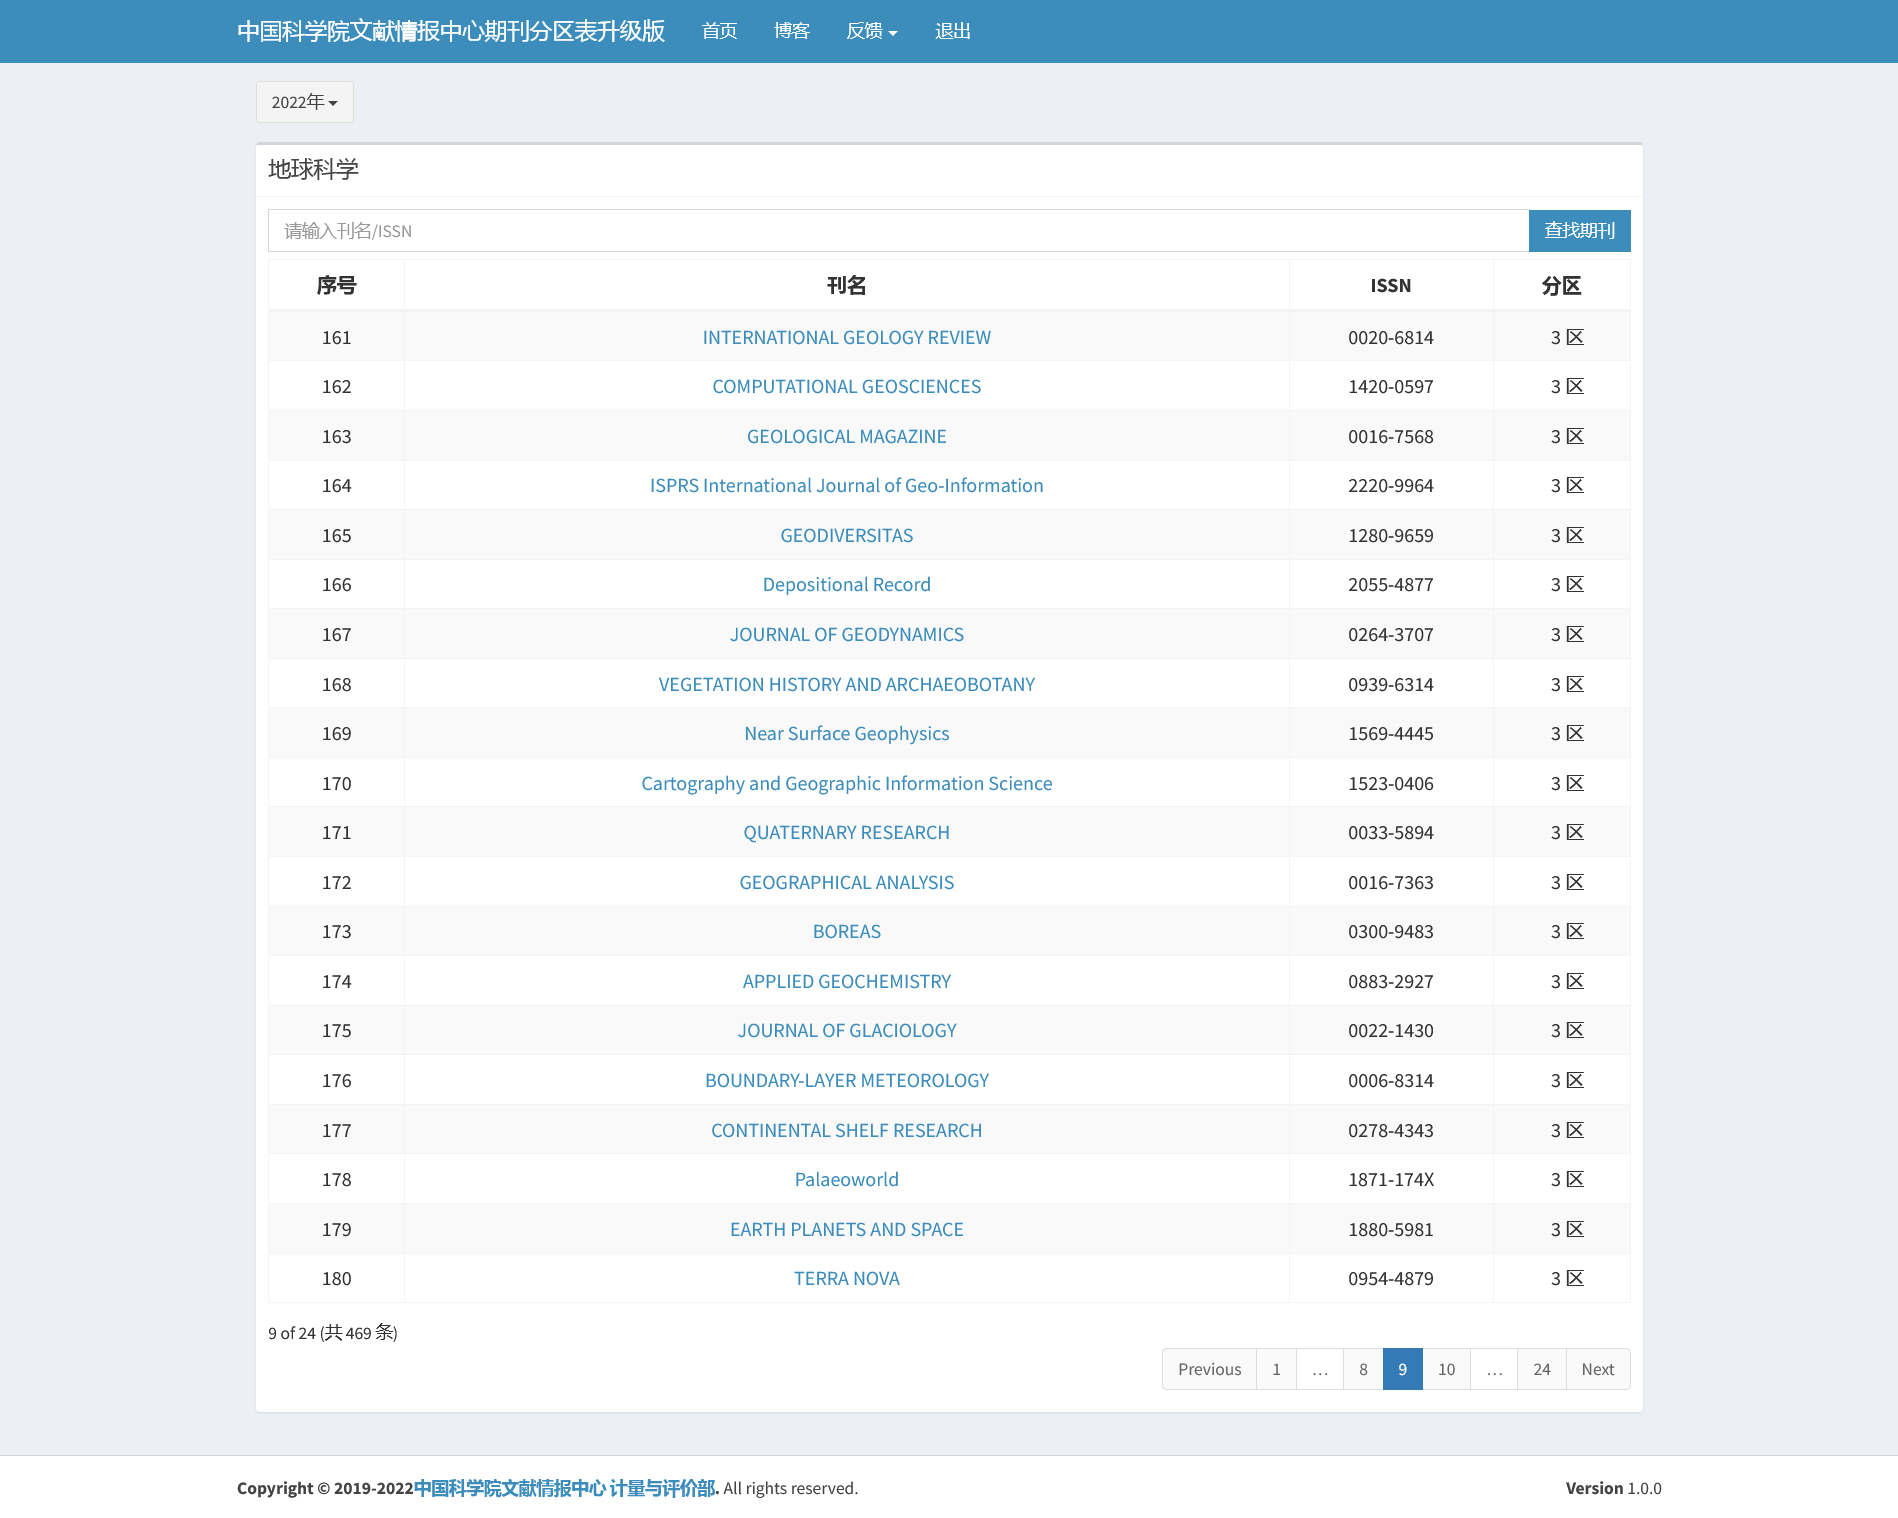 中国科学院文献情报中心期刊分区表升级版 首页 博客 反馈 退出
2022年
地球科学
请输入刊名/ISSN 查找期刊
序号 刊名 ISSN 分区
161 INTERNATIONAL GEOLOGY REVIEW 0020-6814 3 区
162 COMPUTATIONAL GEOSCIENCES 1420-0597 3 区
163 GEOLOGICAL MAGAZINE 0016-7568 3 区
164 ISPRS International Journal of Geo-Information 2220-9964 3 区
165 GEODIVERSITAS 1280-9659 3 区
166 Depositional Record 2055-4877 3 区
167 JOURNAL OF GEODYNAMICS 0264-3707 3 区
168 VEGETATION HISTORY AND ARCHAEOBOTANY 0939-6314 3 区
169 Near Surface Geophysics 1569-4445 3 区
170 Cartography and Geographic Information Science 1523-0406 3 区
171 QUATERNARY RESEARCH 0033-5894 3 区
172 GEOGRAPHICAL ANALYSIS 0016-7363 3 区
173 BOREAS 0300-9483 3 区
174 APPLIED GEOCHEMISTRY 0883-2927 3 区
175 JOURNAL OF GLACIOLOGY 0022-1430 3 区
176 BOUNDARY-LAYER METEOROLOGY 0006-8314 3 区
177 CONTINENTAL SHELF RESEARCH 0278-4343 3 区
178 Palaeoworld 1871-174X 3 区
179 EARTH PLANETS AND SPACE 1880-5981 3 区
180 TERRA NOVA 0954-4879 3 区
9 of 24 (共 469 条)
Previous 1 … 8 9 10 … 24 Next
Copyright © 2019-2022中国科学院文献情报中心 计量与评价部. All rights reserved. Version 1.0.0